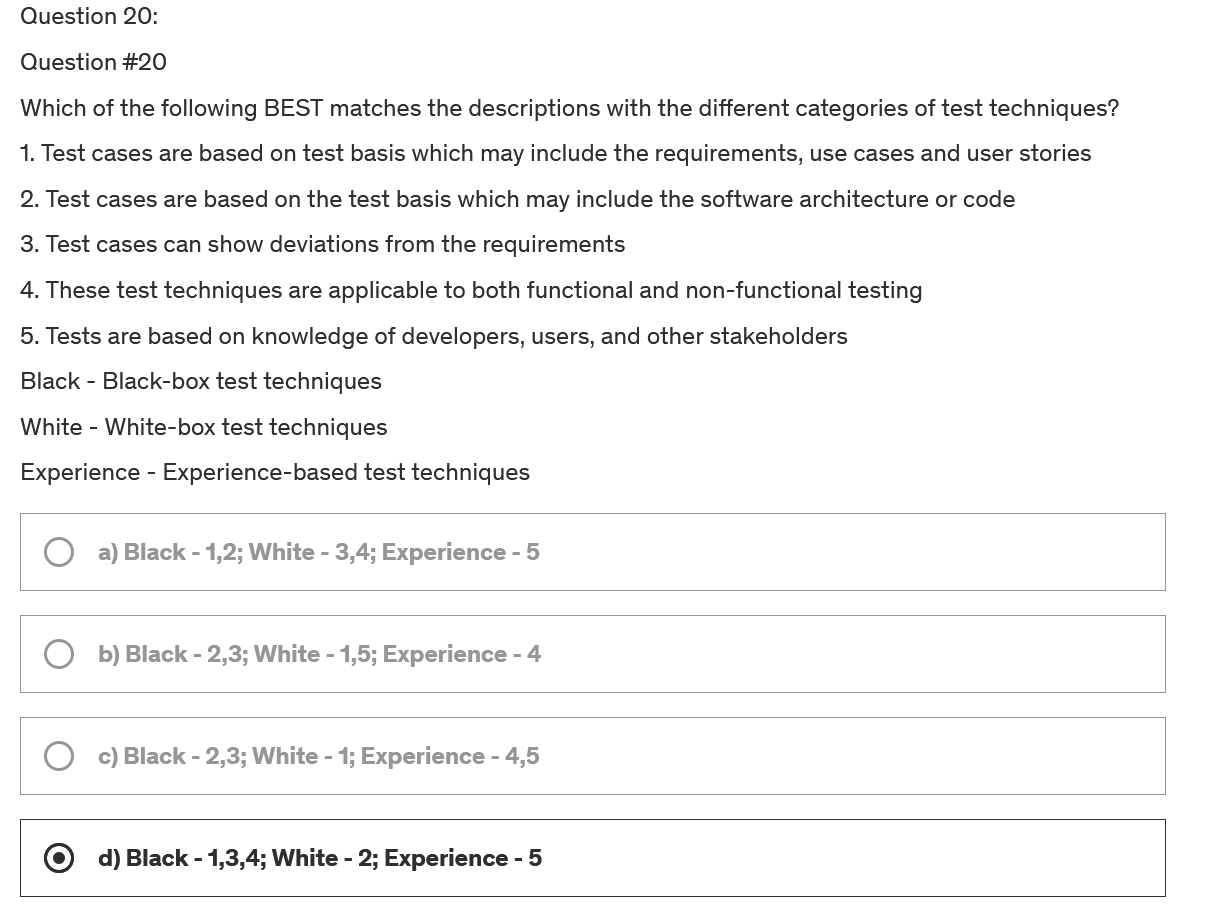 Question 20:
Question #20
Which of the following BEST matches the descriptions with the different categories of test techniques?
1. Test cases are based on test basis which may include the requirements, use cases and user stories
2. Test cases are based on the test basis which may include the software architecture or code
3. Test cases can show deviations from the requirements
4. These test techniques are applicable to both functional and non-functional testing
5. Tests are based on knowledge of developers, users, and other stakeholders
Black - Black-box test techniques
White - White-box test techniques
Experience - Experience-based test techniques
a) Black - 1,2; White - 3,4; Experience - 5
b) Black - 2,3; White - 1,5; Experience - 4
c) Black - 2,3; White - 1; Experience - 4,5
d) Black - 1,3,4; White - 2; Experience - 5